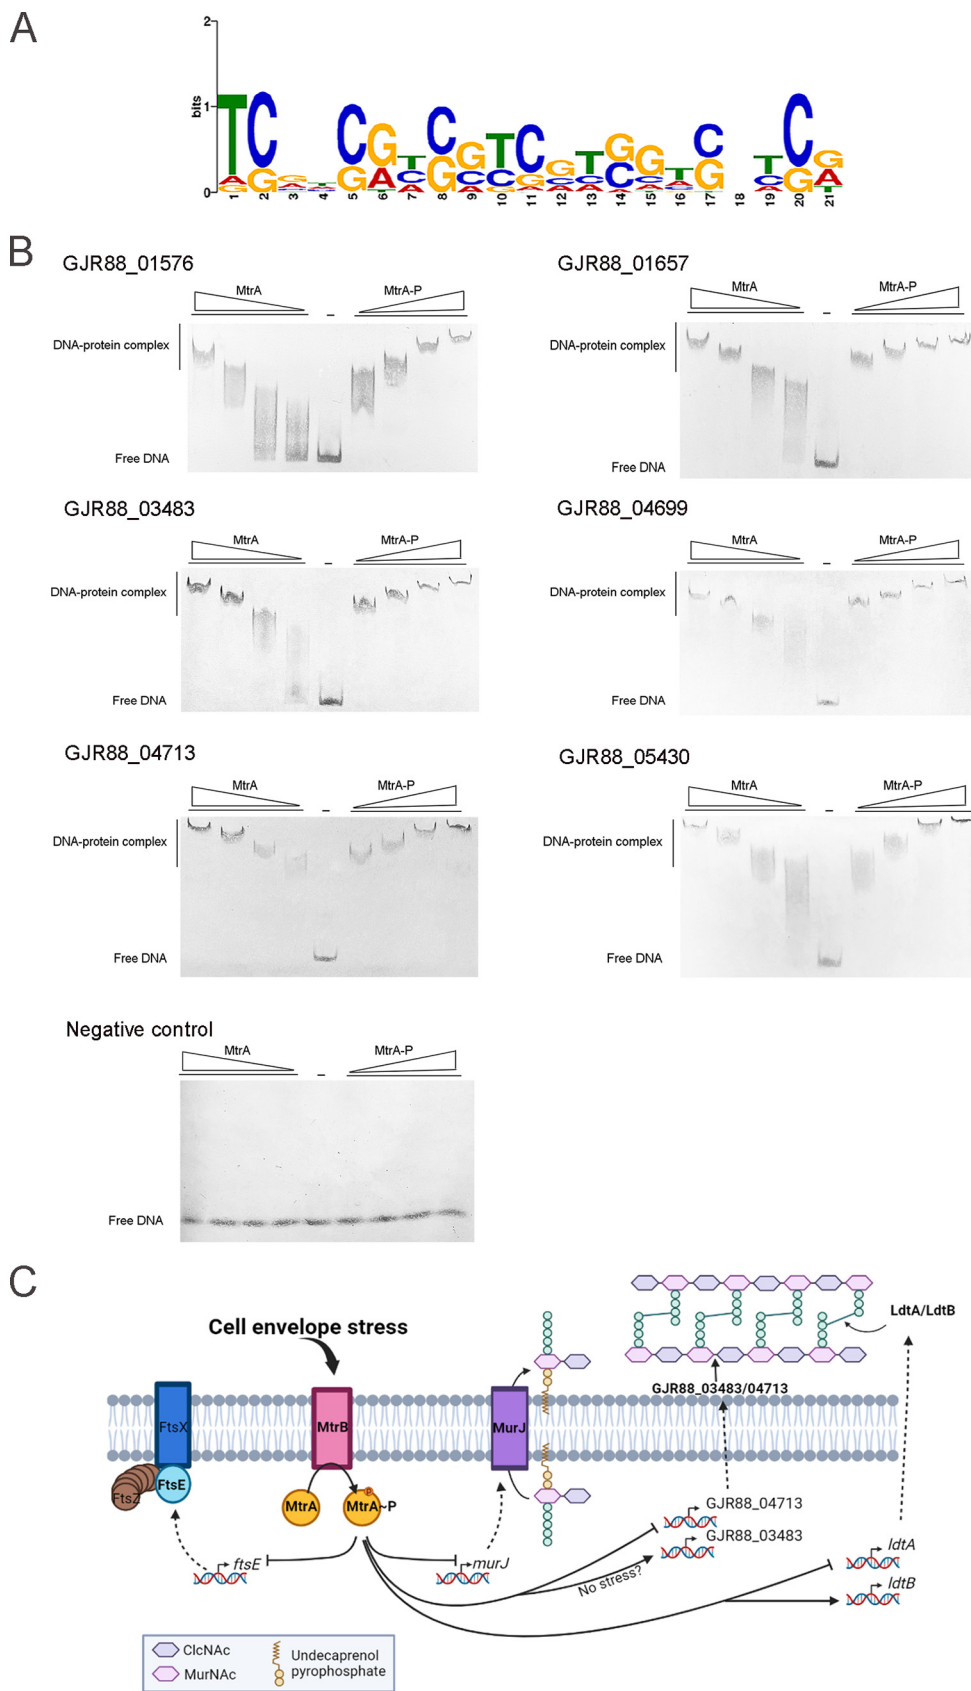 A
2
bits
1
0
TC CGTCGTCGTGGTC TCG
1 2 3 4 5 6 7 8 9 10 11 12 13 14 15 16 17 18 19 20 21
B
GJR88_01576
MtrA
–
MtrA-P
DNA-protein complex
Free DNA
GJR88_01657
MtrA
–
MtrA-P
DNA-protein complex
Free DNA
GJR88_03483
MtrA
–
MtrA-P
DNA-protein complex
Free DNA
GJR88_04699
MtrA
–
MtrA-P
DNA-protein complex
Free DNA
GJR88_04713
MtrA
–
MtrA-P
DNA-protein complex
Free DNA
GJR88_05430
MtrA
–
MtrA-P
DNA-protein complex
Free DNA
Negative control
MtrA
–
MtrA-P
Free DNA
C
Cell envelope stress
LdtA/LdtB
GJR88_03483/04713
FtsX
MtrB
MurJ
FtsE
FtsZ
MtrA
MtrA~P
P
GJR88_04713
GJR88_03483
No stress?
ftsE
murJ
ldtA
ldtB
ClcNAc
MurNAc
Undecaprenol
pyrophosphate